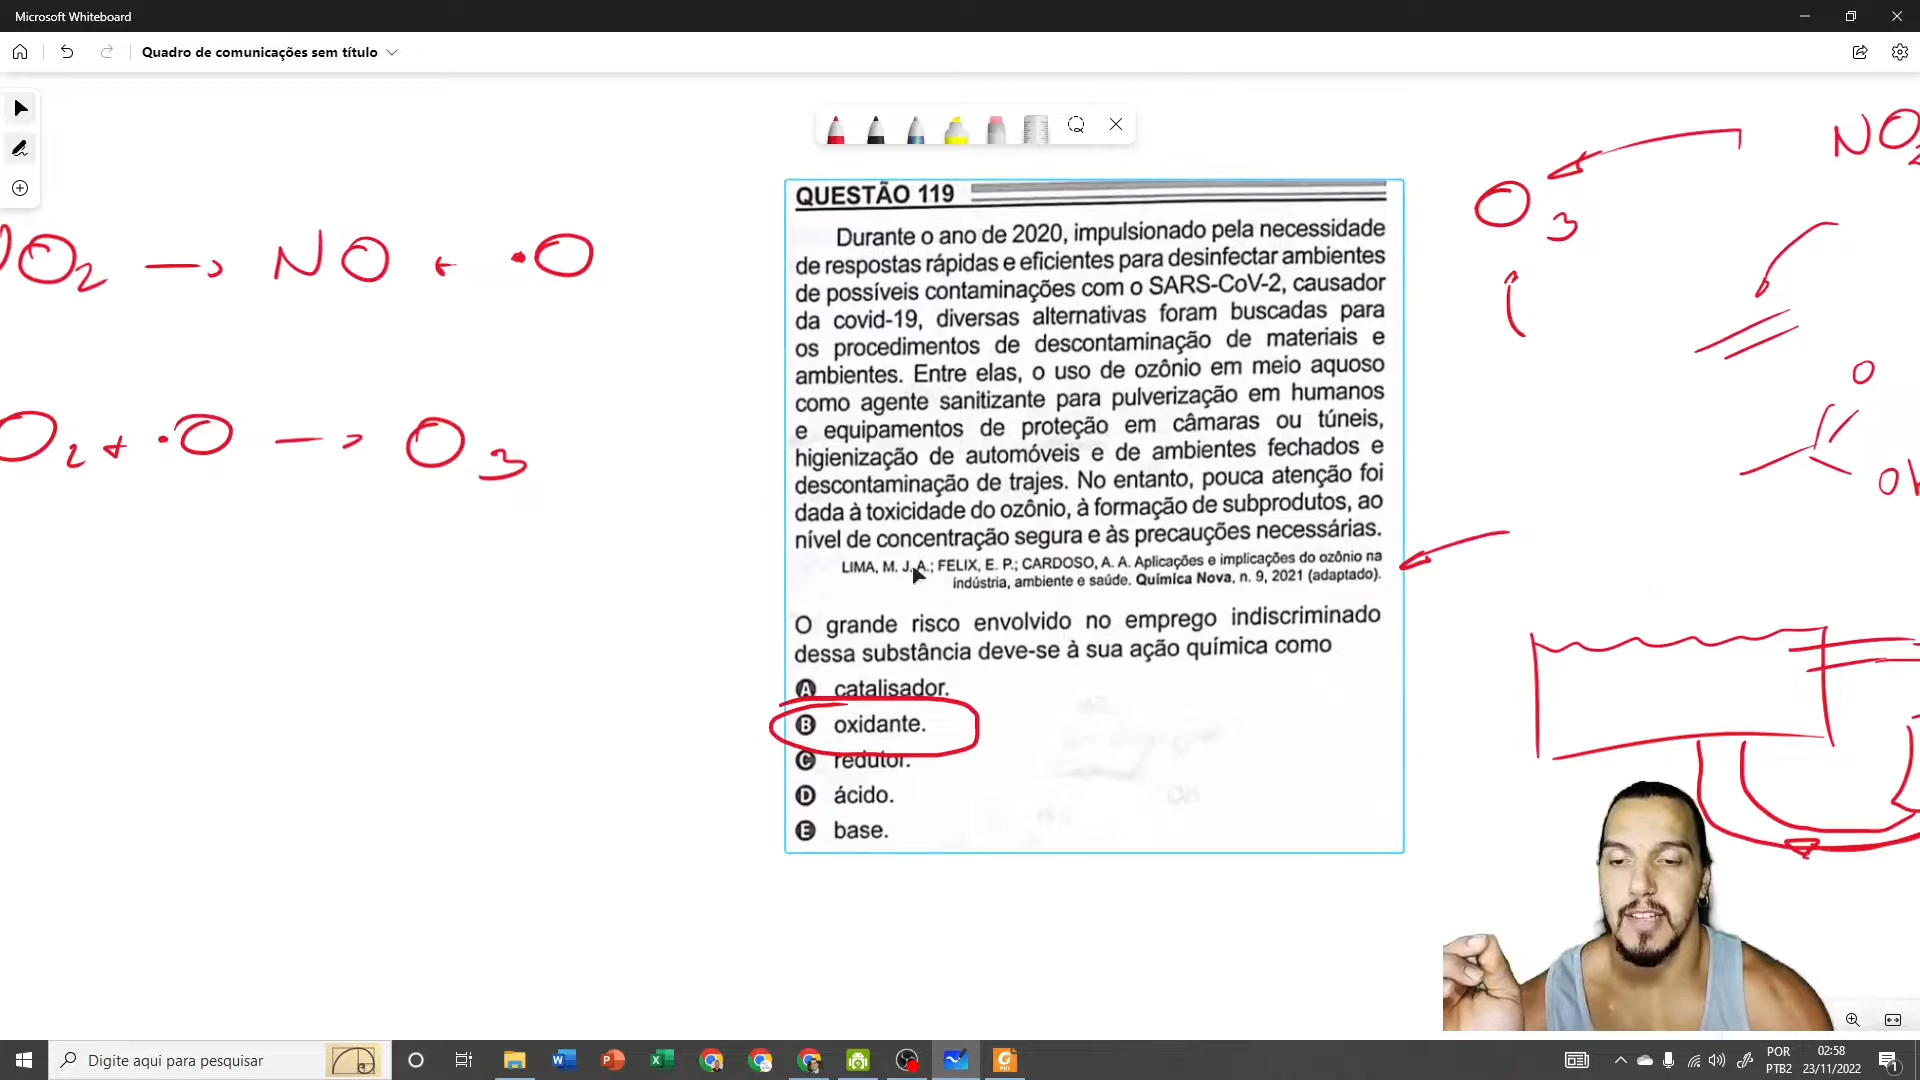 Microsoft Whiteboard
Quadro de comunicações sem título
O₃
NO₂
O₂ → NO + •O
O₂ + •O → O₃
O
QUESTÃO 119
Durante o ano de 2020, impulsionado pela necessidade
de respostas rápidas e eficientes para desinfectar ambientes
de possíveis contaminações com o SARS-CoV-2, causador
da covid-19, diversas alternativas foram buscadas para
os procedimentos de descontaminação de materiais e
ambientes. Entre elas, o uso de ozônio em meio aquoso
como agente sanitizante para pulverização em humanos
e equipamentos de proteção em câmaras ou túneis,
higienização de automóveis e de ambientes fechados e
descontaminação de trajes. No entanto, pouca atenção foi
dada à toxicidade do ozônio, à formação de subprodutos, ao
nível de concentração segura e às precauções necessárias.
LIMA, M. J. A.; FELIX, E. P.; CARDOSO, A. A. Aplicações e implicações do ozônio na
indústria, ambiente e saúde. Química Nova, n. 9, 2021 (adaptado).
O grande risco envolvido no emprego indiscriminado
dessa substância deve-se à sua ação química como
A catalisador.
B oxidante.
C redutor.
D ácido.
E base.
Digite aqui para pesquisar
POR
PTB2
02:58
23/11/2022